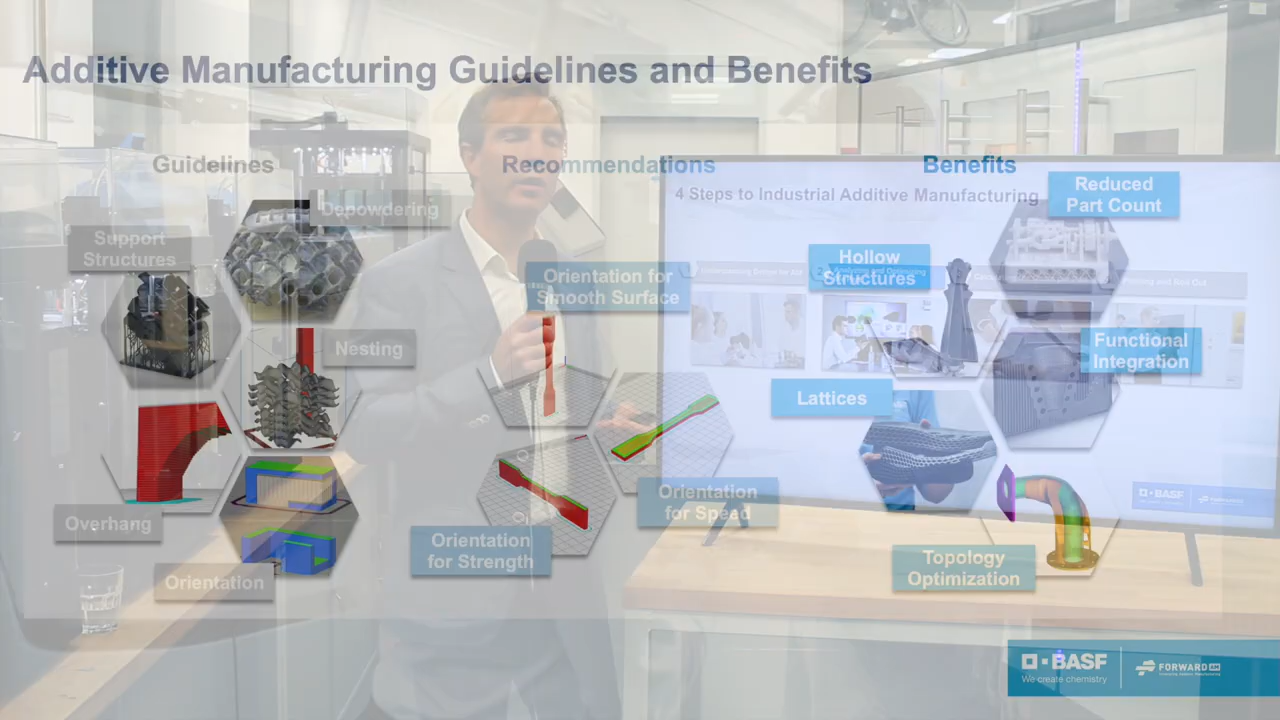 Additive Manufacturing Guidelines and Benefits
Guidelines
Recommendations
Benefits
Depowdering
Support
Structures
Nesting
Overhang
Orientation
Orientation for
Smooth Surface
Orientation
for Speed
Orientation
for Strength
4 Steps to Industrial Additive Manufacturing
Reduced
Part Count
Hollow
Structures
Functional
Integration
Lattices
Topology
Optimization
BASF
BASF
We create chemistry
FORWARD AM